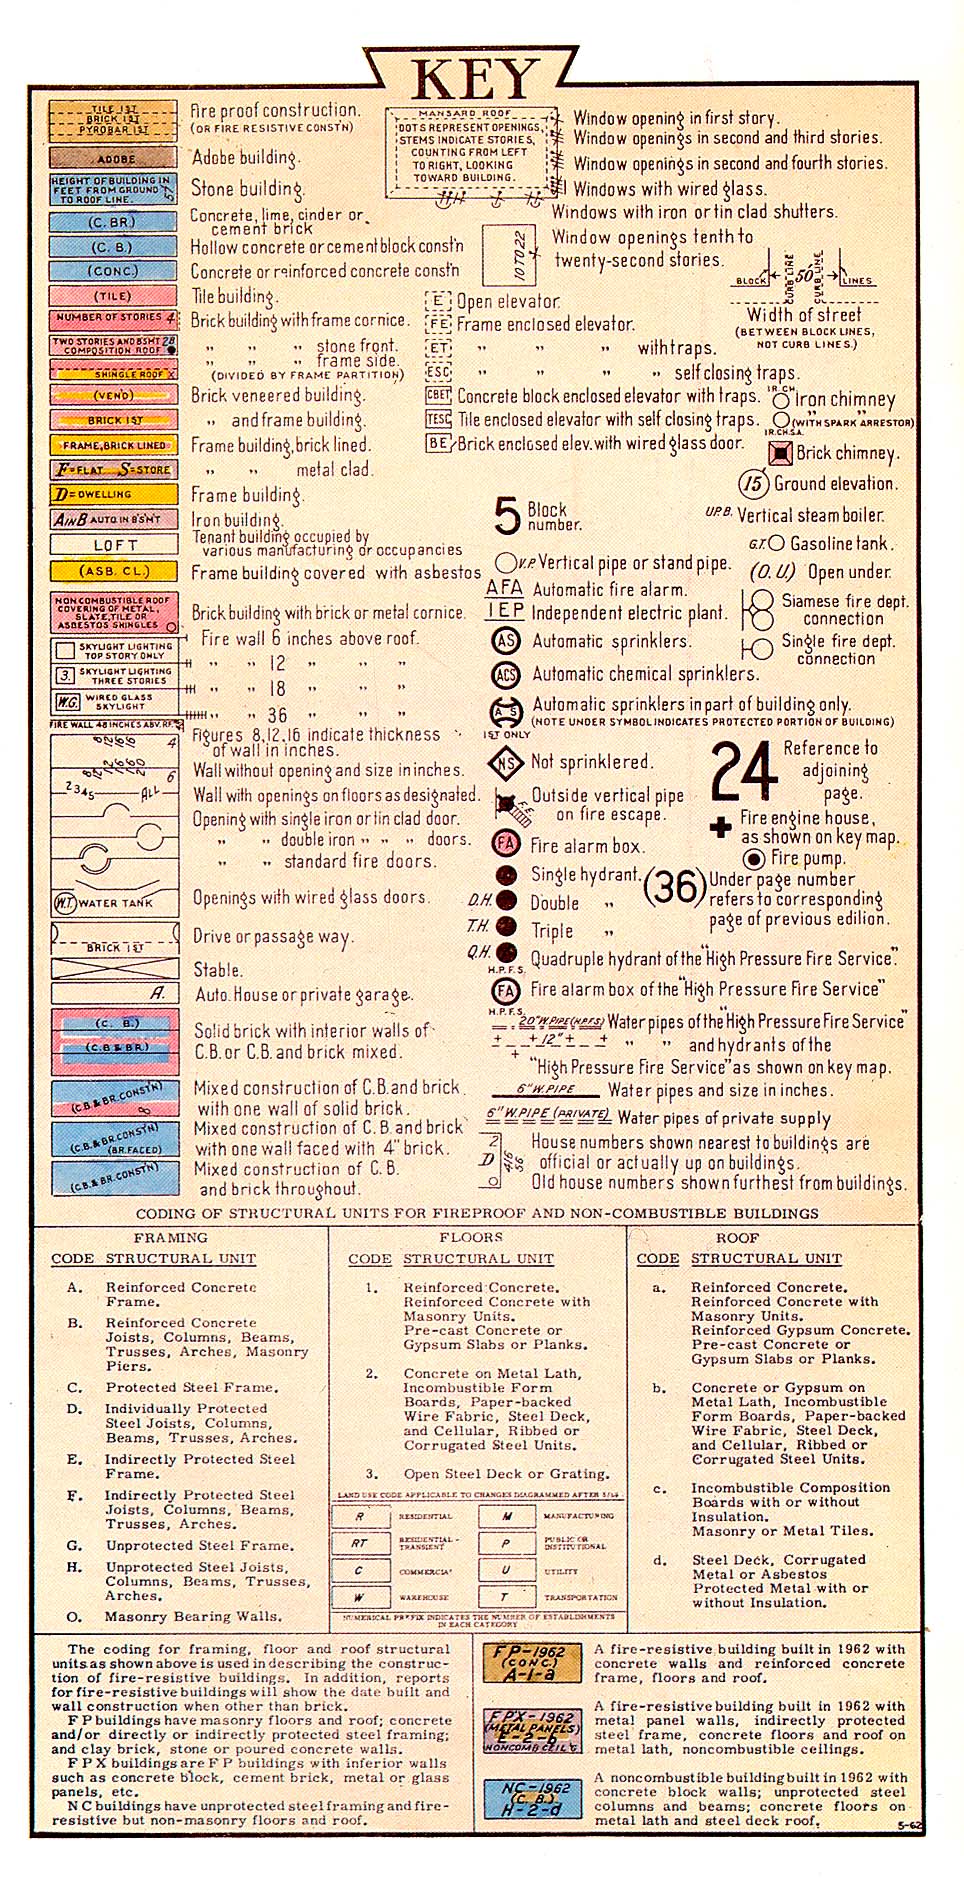 KEY
TILE 1ST
BRICK 1ST
PYROBAR 1ST
Fire proof construction.
(OR FIRE RESISTIVE CONST'N)
ADOBE
Adobe building.
HEIGHT OF BUILDING IN
FEET FROM GROUND
TO ROOF LINE.
Stone building.
(C. BR.)
Concrete, lime, cinder or
cement brick
(C. B.)
Hollow concrete or cement block const'n
(CONC.)
Concrete or reinforced concrete const'n
(TILE)
Tile building.
NUMBER OF STORIES 4
Brick building with frame cornice.
TWO STORIES AND BSMT 2B
COMPOSITION ROOF
" " " stone front.
" " " frame side.
SHINGLE ROOF X
(DIVIDED BY FRAME PARTITION)
(VEN'D)
Brick veneered building.
BRICK 1ST
" and frame building.
FRAME, BRICK LINED
Frame building, brick lined.
F=FLAT S=STORE
" " metal clad.
D=DWELLING
Frame building.
A IN B AUTO IN B'SM'T
Iron building.
LOFT
Tenant building occupied by
various manufacturing or occupancies
(ASB. CL.)
Frame building covered with asbestos
NON COMBUSTIBLE ROOF
COVERING OF METAL,
SLATE, TILE OR
ASBESTOS SHINGLES
Brick building with brick or metal cornice.
SKYLIGHT LIGHTING
TOP STORY ONLY
Fire wall 6 inches above roof.
3. SKYLIGHT LIGHTING
THREE STORIES
" " 12 " " "
W.G. WIRED GLASS
SKYLIGHT
" " 18 " " "
" " 36 " " "
FIRE WALL 48 INCHES ABV. RF.
Figures 8,12,16 indicate thickness
of wall in inches.
4
Wall without opening and size in inches.
6
2345 ALL
Wall with openings on floors as designated.
Opening with single iron or tin clad door.
" " double iron " " " doors.
" " standard fire doors.
Openings with wired glass doors.
(W.T.) WATER TANK
BRICK 1ST
Drive or passage way.
Stable.
A.
Auto. House or private garage.
(C. B.)
(C.B & BR.)
Solid brick with interior walls of
C.B. or C.B. and brick mixed.
(C.B. & BR. CONST'N)
8
Mixed construction of C.B. and brick
with one wall of solid brick.
(C.B. & BR. CONST'N)
(BR. FACED)
Mixed construction of C.B. and brick
with one wall faced with 4" brick.
(C.B. & BR. CONST'N)
Mixed construction of C.B.
and brick throughout.
MANSARD ROOF
DOTS REPRESENT OPENINGS,
STEMS INDICATE STORIES,
COUNTING FROM LEFT
TO RIGHT, LOOKING
TOWARD BUILDING.
Window opening in first story.
Window openings in second and third stories.
Window openings in second and fourth stories.
Windows with wired glass.
Windows with iron or tin clad shutters.
10 TO 22
Window openings tenth to
twenty-second stories.
BLOCK 50' LINES
CURB LINE
CURB LINE
Width of street
(BETWEEN BLOCK LINES,
NOT CURB LINES.)
E Open elevator.
FE Frame enclosed elevator.
ET " " " with traps.
ESC " " " " self closing traps.
CBET Concrete block enclosed elevator with traps.
TESC Tile enclosed elevator with self closing traps.
BE Brick enclosed elev. with wired glass door.
IR. CH.
Iron chimney
" "
(WITH SPARK ARRESTOR)
IR. CH. S.A.
Brick chimney.
15 Ground elevation.
5 Block
number.
U.P.B. Vertical steam boiler.
G.T. Gasoline tank.
V.P. Vertical pipe or stand pipe.
(O. U.) Open under.
AFA Automatic fire alarm.
IEP Independent electric plant.
Siamese fire dept.
connection
AS Automatic sprinklers.
Single fire dept.
connection
ACS Automatic chemical sprinklers.
A S Automatic sprinklers in part of building only.
(NOTE UNDER SYMBOL INDICATES PROTECTED PORTION OF BUILDING)
1ST ONLY
NS Not sprinklered.
24 Reference to
adjoining
page.
F.E.
Outside vertical pipe
on fire escape.
Fire engine house,
as shown on key map.
FA Fire alarm box.
Fire pump.
Single hydrant.
D.H. Double "
T.H. Triple "
(36) Under page number
refers to corresponding
page of previous edition.
Q.H. Quadruple hydrant of the "High Pressure Fire Service."
H.P.F.S.
FA Fire alarm box of the "High Pressure Fire Service"
H.P.F.S.
20" W. PIPE (H.P.F.S) Water pipes of the "High Pressure Fire Service"
12" " " and hydrants of the
"High Pressure Fire Service" as shown on key map.
6" W. PIPE Water pipes and size in inches.
6" W. PIPE (PRIVATE) Water pipes of private supply
2
D
House numbers shown nearest to buildings are
official or actually up on buildings.
Old house numbers shown furthest from buildings.
CODING OF STRUCTURAL UNITS FOR FIREPROOF AND NON-COMBUSTIBLE BUILDINGS
FRAMING
CODE STRUCTURAL UNIT
A. Reinforced Concrete
Frame.
B. Reinforced Concrete
Joists, Columns, Beams,
Trusses, Arches, Masonry
Piers.
C. Protected Steel Frame.
D. Individually Protected
Steel Joists, Columns,
Beams, Trusses, Arches.
E. Indirectly Protected Steel
Frame.
F. Indirectly Protected Steel
Joists, Columns, Beams,
Trusses, Arches.
G. Unprotected Steel Frame.
H. Unprotected Steel Joists,
Columns, Beams, Trusses,
Arches.
O. Masonry Bearing Walls.
FLOORS
CODE STRUCTURAL UNIT
1. Reinforced Concrete.
Reinforced Concrete with
Masonry Units.
Pre-cast Concrete or
Gypsum Slabs or Planks.
2. Concrete on Metal Lath,
Incombustible Form
Boards, Paper-backed
Wire Fabric, Steel Deck,
and Cellular, Ribbed or
Corrugated Steel Units.
3. Open Steel Deck or Grating.
LAND USE CODE APPLICABLE TO CHANGES DIAGRAMMED AFTER
R RESIDENTIAL
M MANUFACTURING
RT RESIDENTIAL-
TRANSIENT
P PUBLIC OR
INSTITUTIONAL
C COMMERCIAL
U UTILITY
W WAREHOUSE
T TRANSPORTATION
NUMERICAL PREFIX INDICATES THE NUMBER OF ESTABLISHMENTS
IN EACH CATEGORY
ROOF
CODE STRUCTURAL UNIT
a. Reinforced Concrete.
Reinforced Concrete with
Masonry Units.
Reinforced Gypsum Concrete.
Pre-cast Concrete or
Gypsum Slabs or Planks.
b. Concrete or Gypsum on
Metal Lath, Incombustible
Form Boards, Paper-backed
Wire Fabric, Steel Deck,
and Cellular, Ribbed or
Corrugated Steel Units.
c. Incombustible Composition
Boards with or without
Insulation.
Masonry or Metal Tiles.
d. Steel Deck, Corrugated
Metal or Asbestos
Protected Metal with or
without Insulation.
The coding for framing, floor and roof structural
units as shown above is used in describing the construc-
tion of fire-resistive buildings. In addition, reports
for fire-resistive buildings will show the date built and
wall construction when other than brick.
F P buildings have masonry floors and roof; concrete
and/or directly or indirectly protected steel framing;
and clay brick, stone or poured concrete walls.
F P X buildings are F P buildings with inferior walls
such as concrete block, cement brick, metal or glass
panels, etc.
N C buildings have unprotected steel framing and fire-
resistive but non-masonry floors and roof.
FP-1962
(CONC.)
A-1-a
A fire-resistive building built in 1962 with
concrete walls and reinforced concrete
frame, floors and roof.
FPX-1962
(METAL PANELS)
E-2-b
NONCOMB CEIL'G
A fire-resistive building built in 1962 with
metal panel walls, indirectly protected
steel frame, concrete floors and roof on
metal lath, noncombustible ceilings.
NC-1962
(C. B.)
H-2-d
A noncombustible building built in 1962 with
concrete block walls; unprotected steel
columns and beams; concrete floors on
metal lath and steel deck roof.
5-62